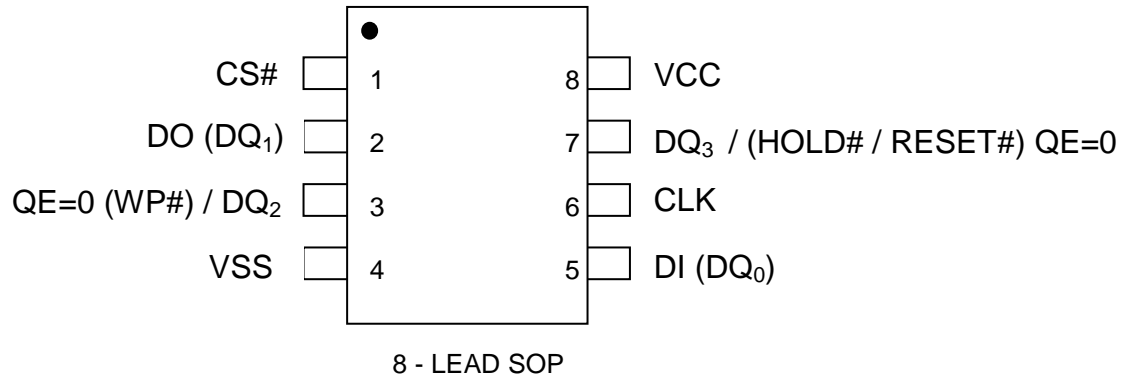 CS# 1 8 VCC
DO (DQ₁) 2 7 DQ₃ / (HOLD# / RESET#) QE=0
QE=0 (WP#) / DQ₂ 3 6 CLK
VSS 4 5 DI (DQ₀)
8 - LEAD SOP